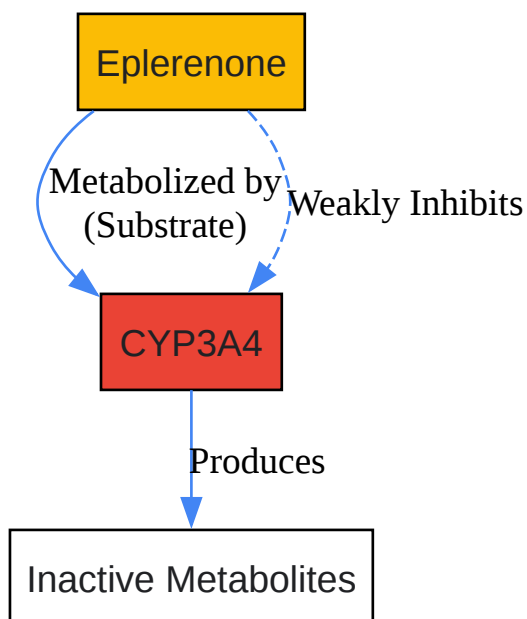 Eplerenone
Metabolized by
(Substrate)
Weakly Inhibits
CYP3A4
Produces
Inactive Metabolites